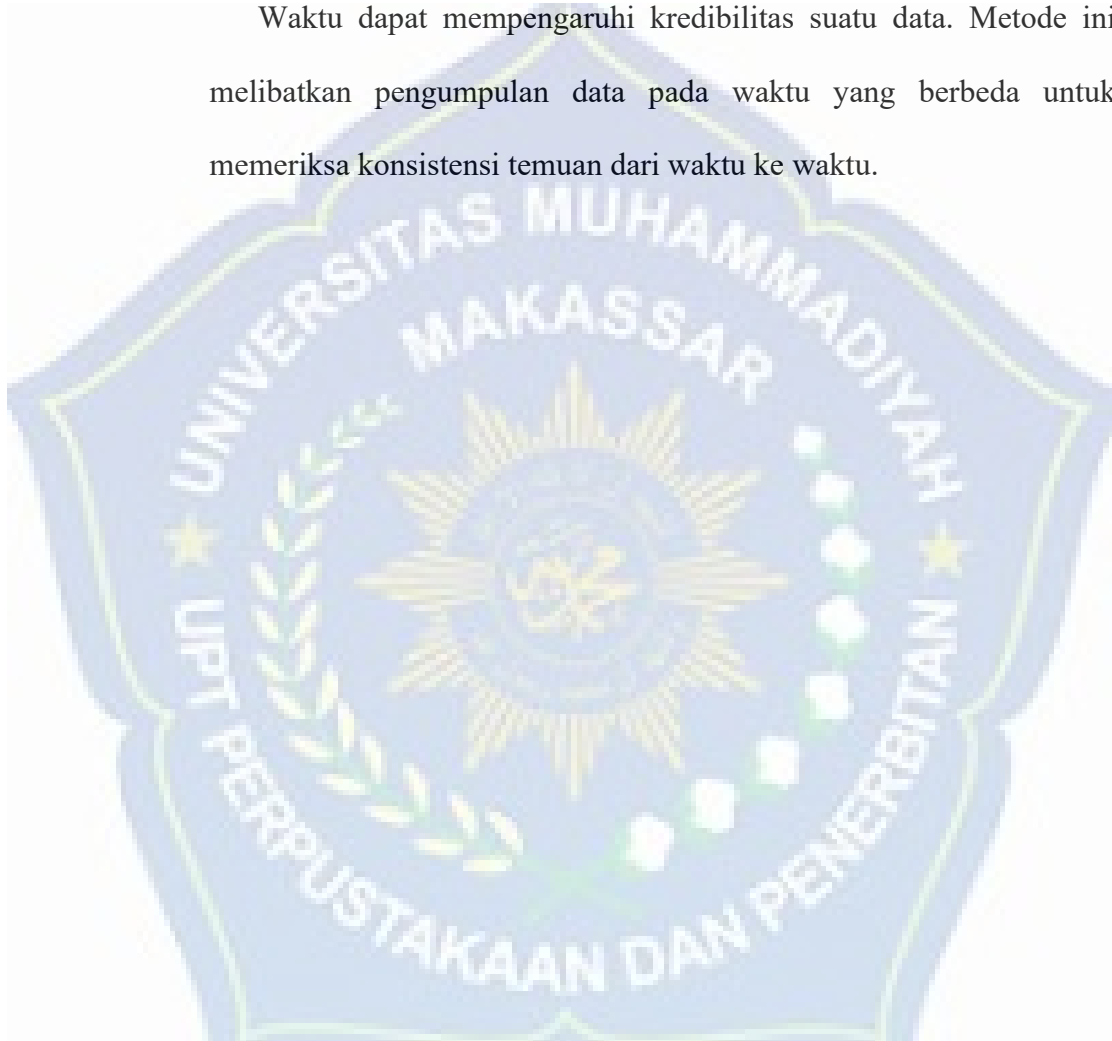 Waktu dapat mempengaruhi kredibilitas suatu data. Metode ini
melibatkan pengumpulan data pada waktu yang berbeda untuk
memeriksa konsistensi temuan dari waktu ke waktu.
UNIVERSITAS MUHAMMADIYAH
MAKASSAR
UPT PERPUSTAKAAN DAN PENERBITAN